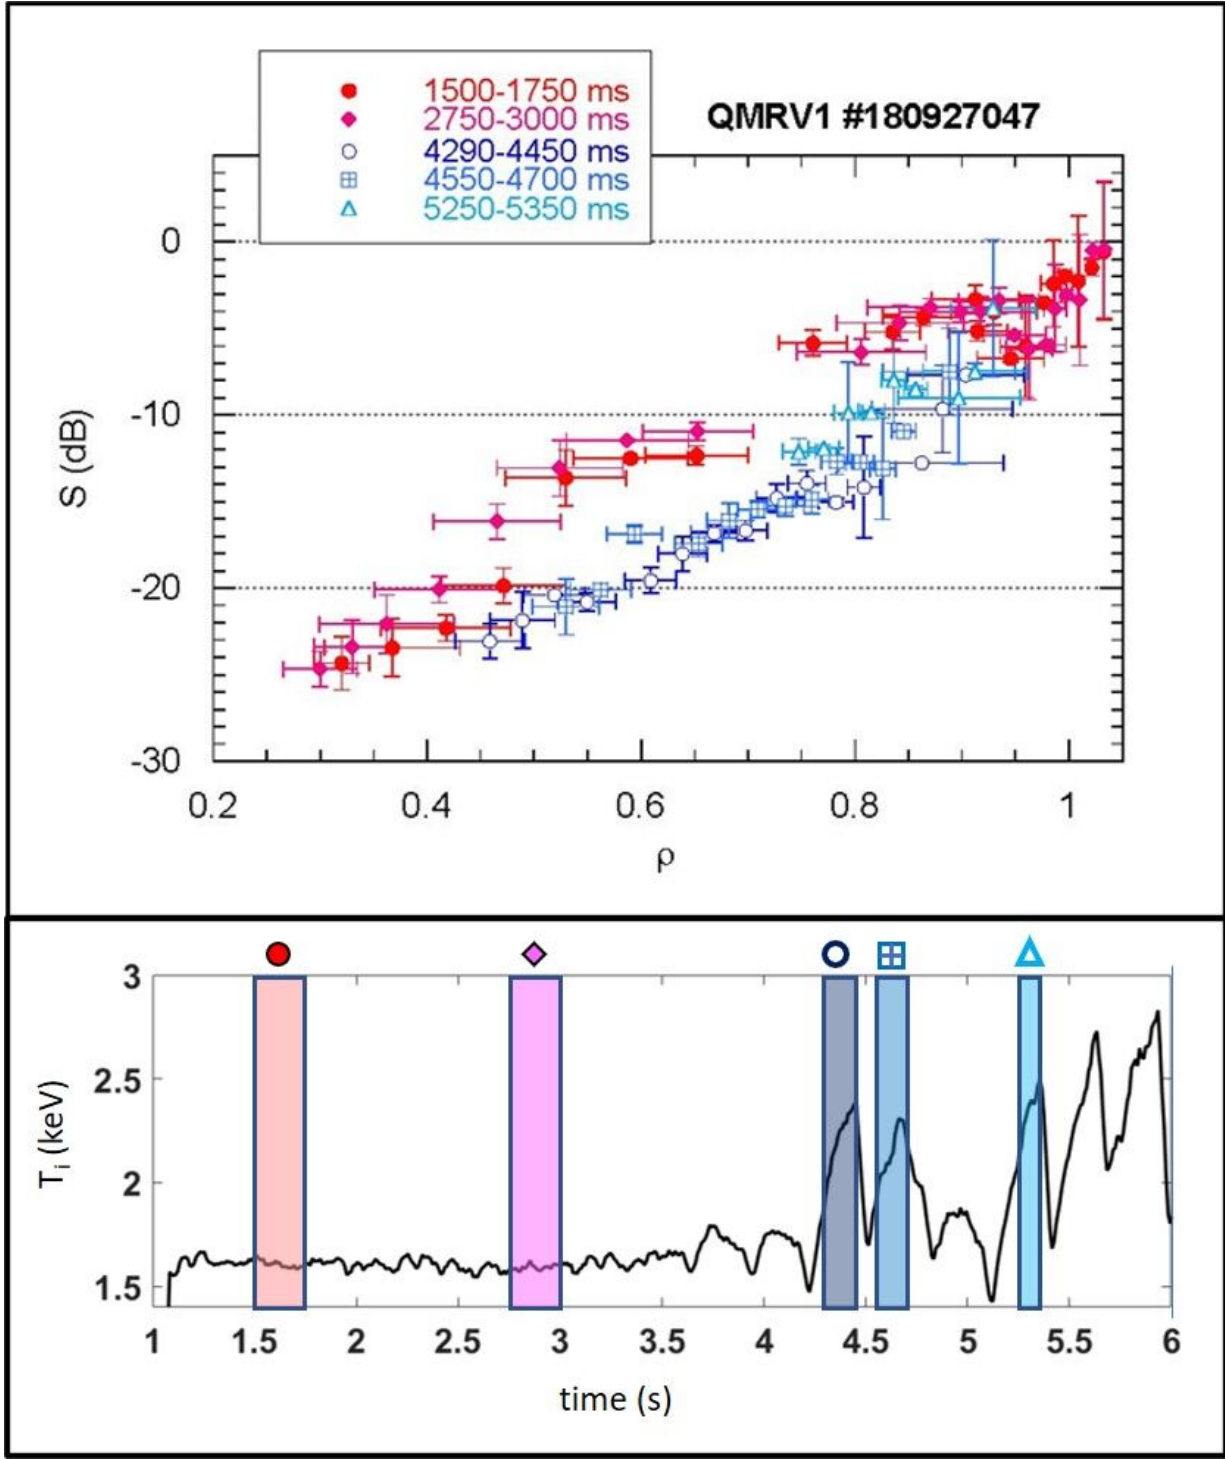 1500-1750 ms
2750-3000 ms
4290-4450 ms
4550-4700 ms
5250-5350 ms
QMRV1 #180927047
S (dB)
0
-10
-20
-30
0.2 0.4 0.6 0.8 1
ρ
T i (keV)
3
2.5
2
1.5
1 1.5 2 2.5 3 3.5 4 4.5 5 5.5 6
time (s)